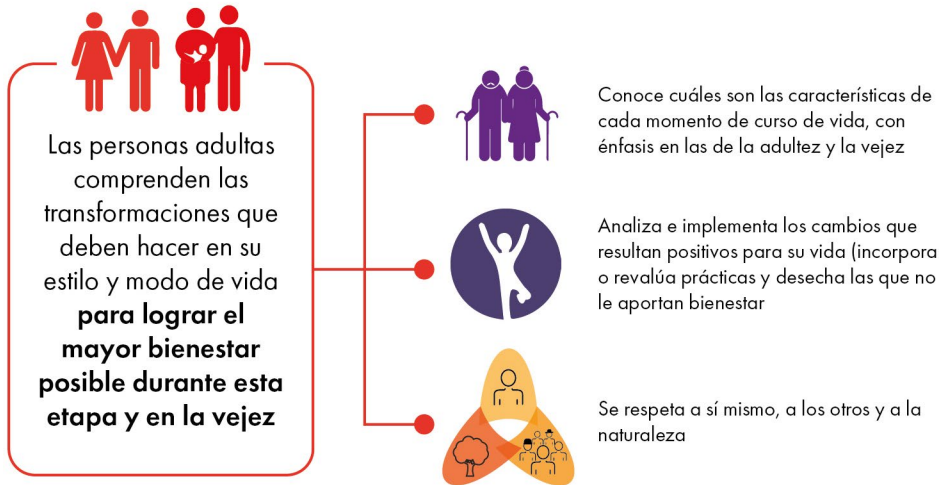 Las personas adultas
comprenden las
transformaciones que
deben hacer en su
estilo y modo de vida
para lograr el
mayor bienestar
posible durante esta
etapa y en la vejez
Conoce cuáles son las características de
cada momento de curso de vida, con
énfasis en las de la adultez y la vejez
Analiza e implementa los cambios que
resultan positivos para su vida (incorpora
o revalúa prácticas y desecha las que no
le aportan bienestar
Se respeta a sí mismo, a los otros y a la
naturaleza